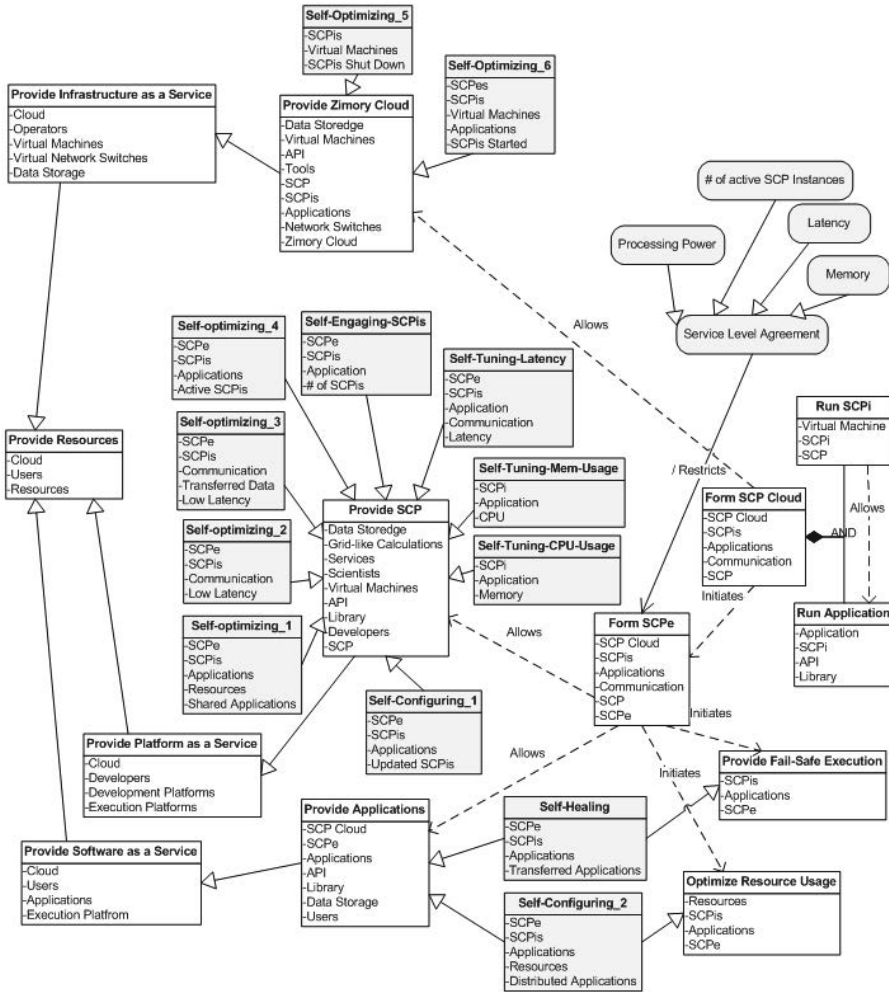 Self-Optimizing_5
-SCPis
-Virtual Machines
-SCPis Shut Down
Self-Optimizing_6
-SCPes
-SCPis
-Virtual Machines
-Applications
-SCPis Started
Provide Infrastructure as a Service
-Cloud
-Operators
-Virtual Machines
-Virtual Network Switches
-Data Storage
Provide Zimory Cloud
-Data Storedge
-Virtual Machines
-API
-Tools
-SCP
-SCPis
-Applications
-Network Switches
-Zimory Cloud
# of active SCP Instances
Latency
Processing Power
Memory
Service Level Agreement
Allows
Self-optimizing_4
-SCPe
-SCPis
-Applications
-Active SCPis
Self-Engaging-SCPis
-SCPe
-SCPis
-Application
-# of SCPis
Self-Tuning-Latency
-SCPe
-SCPis
-Application
-Communication
-Latency
Run SCPi
-Virtual Machine
-SCPi
-SCP
Self-optimizing_3
-SCPe
-SCPis
-Communication
-Transferred Data
-Low Latency
Provide Resources
-Cloud
-Users
-Resources
Self-Tuning-Mem-Usage
-SCPi
-Application
-CPU
/ Restricts
Form SCP Cloud
-SCP Cloud
-SCPis
-Applications
-Communication
-SCP
Allows
AND
Provide SCP
-Data Storedge
-Grid-like Calculations
-Services
-Scientists
-Virtual Machines
-API
-Library
-Developers
-SCP
Self-optimizing_2
-SCPe
-SCPis
-Communication
-Low Latency
Self-Tuning-CPU-Usage
-SCPi
-Application
-Memory
Initiates
Run Application
-Application
-SCPi
-API
-Library
Self-optimizing_1
-SCPe
-SCPis
-Applications
-Resources
-Shared Applications
Allows
Form SCPe
-SCP Cloud
-SCPis
-Applications
-Communication
-SCP
-SCPe
Self-Configuring_1
-SCPe
-SCPis
-Applications
-Updated SCPis
Initiates
Provide Platform as a Service
-Cloud
-Developers
-Development Platforms
-Execution Platforms
Allows
Initiates
Provide Fail-Safe Execution
-SCPis
-Applications
-SCPe
Provide Applications
-SCP Cloud
-SCPe
-Applications
-API
-Library
-Data Storage
-Users
Self-Healing
-SCPe
-SCPis
-Applications
-Transferred Applications
Provide Software as a Service
-Cloud
-Users
-Applications
-Execution Platfrom
Optimize Resource Usage
-Resources
-SCPis
-Applications
-SCPe
Self-Configuring_2
-SCPe
-SCPis
-Applications
-Resources
-Distributed Applications